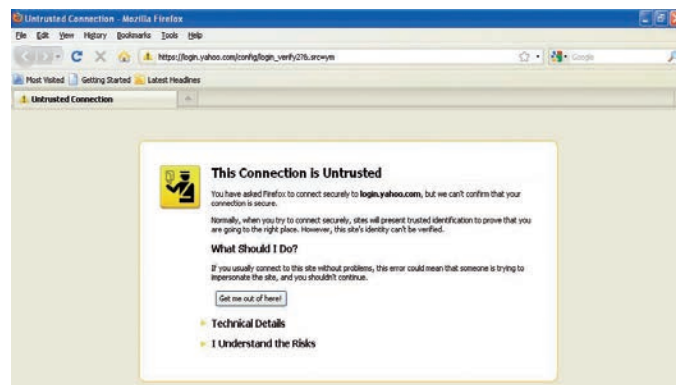 Untrusted Connection - Mozilla Firefox
File Edit View History Bookmarks Tools Help
https://login.yahoo.com/config/login_verify2?&.src=ym
Google
Most Visited Getting Started Latest Headlines
Untrusted Connection
This Connection is Untrusted
You have asked Firefox to connect securely to login.yahoo.com, but we can't confirm that your
connection is secure.
Normally, when you try to connect securely, sites will present trusted identification to prove that you
are going to the right place. However, this site's identity can't be verified.
What Should I Do?
If you usually connect to this site without problems, this error could mean that someone is trying to
impersonate the site, and you shouldn't continue.
Get me out of here!
Technical Details
I Understand the Risks